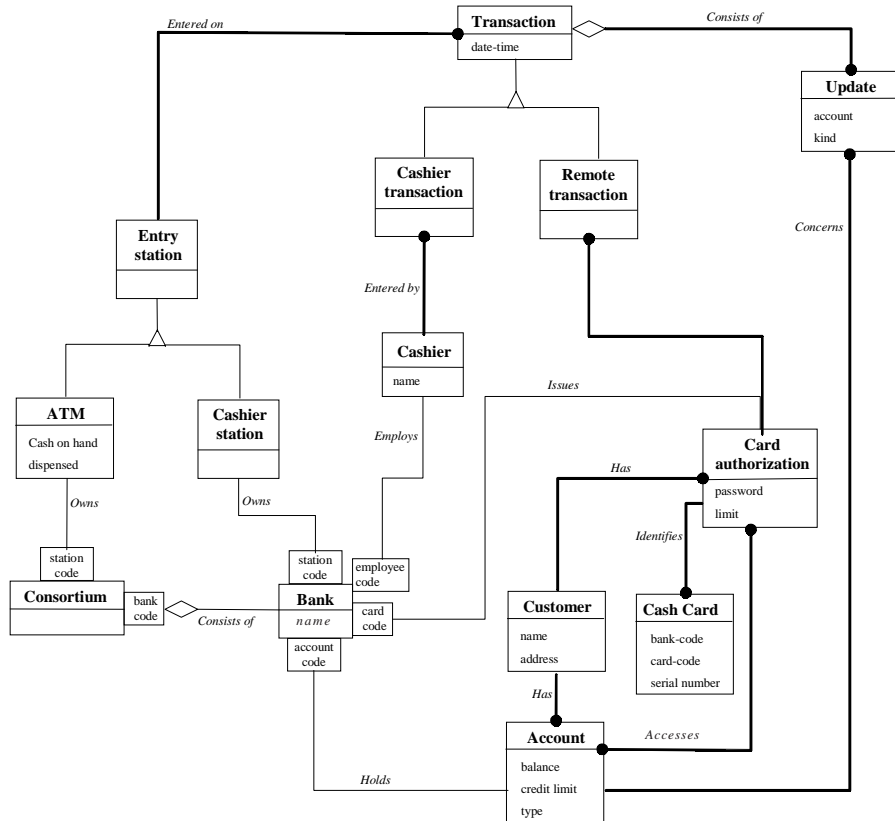 Entered on
Transaction
date-time
Consists of
Update
account
kind
Cashier
transaction
Remote
transaction
Entry
station
Concerns
Entered by
Cashier
name
Issues
ATM
Cash on hand
dispensed
Cashier
station
Employs
Card
authorization
password
limit
Has
Owns
Owns
Identifies
station
code
station
code
employee
code
Consortium
bank
code
Consists of
Bank
name
card
code
account
code
Customer
name
address
Cash Card
bank-code
card-code
serial number
Has
Account
balance
credit limit
type
Accesses
Holds